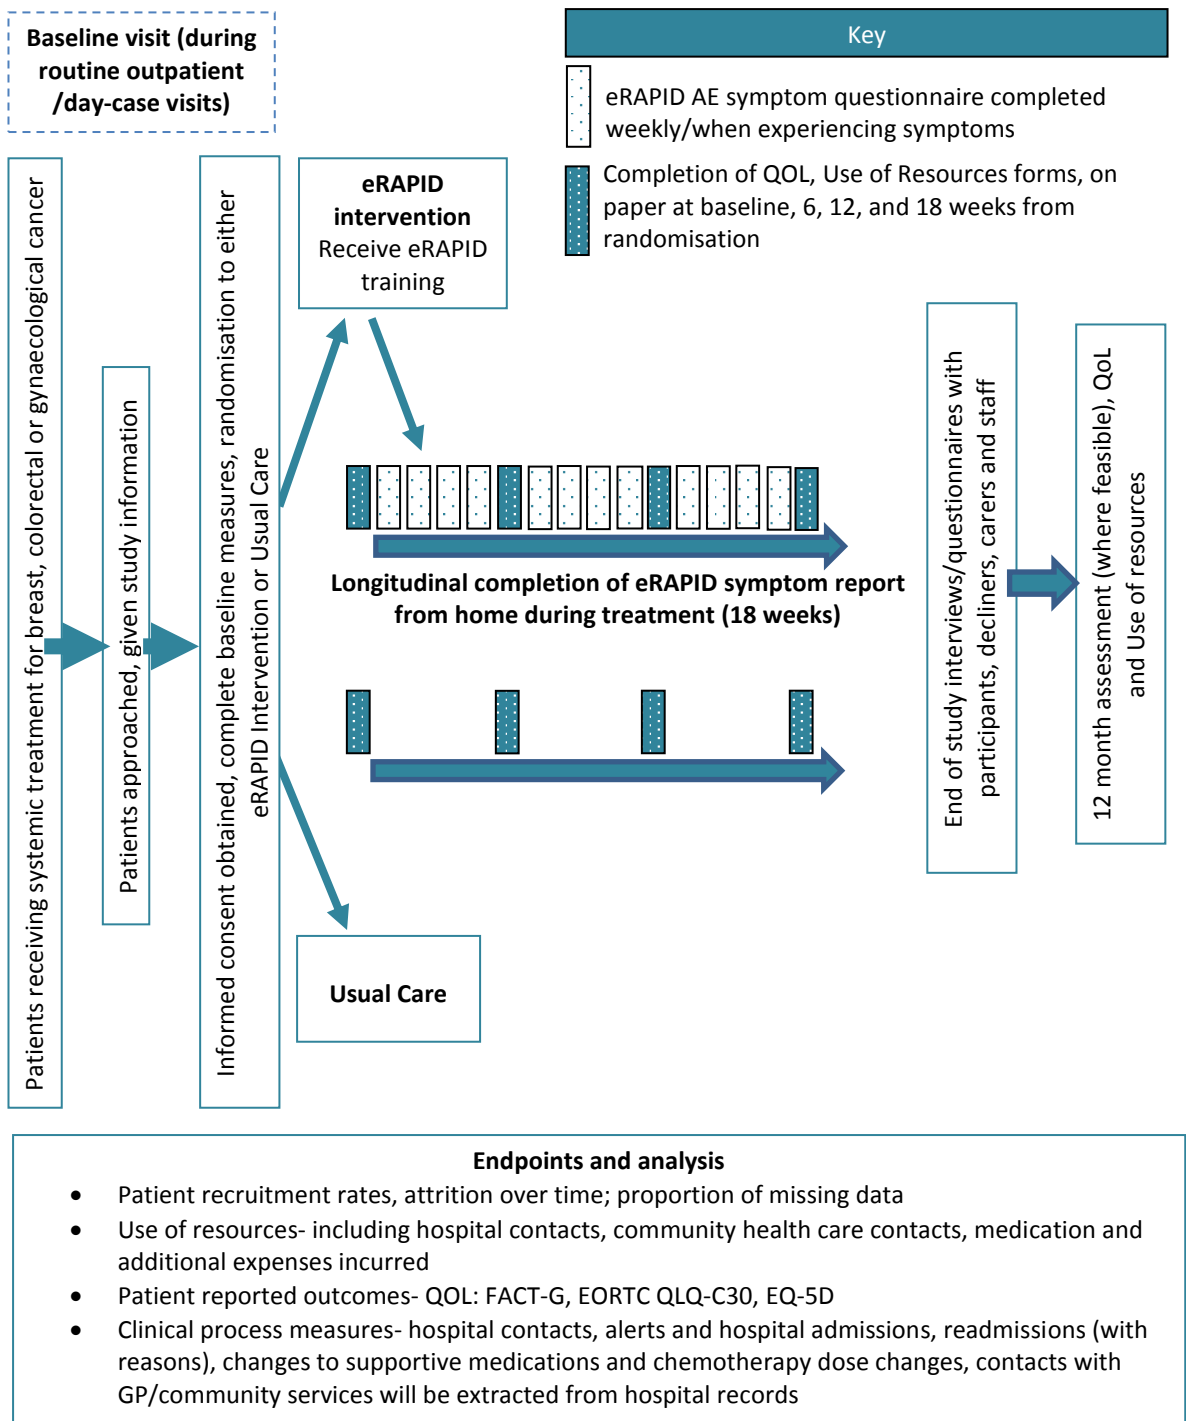 Baseline visit (during
routine outpatient
/day-case visits)
Key
eRAPID AE symptom questionnaire completed
weekly/when experiencing symptoms
Completion of QOL, Use of Resources forms, on
paper at baseline, 6, 12, and 18 weeks from
randomisation
Patients receiving systemic treatment for breast, colorectal or gynaecological cancer
Patients approached, given study information
Informed consent obtained, complete baseline measures, randomisation to either
eRAPID Intervention or Usual Care
eRAPID
intervention
Receive eRAPID
training
Longitudinal completion of eRAPID symptom report
from home during treatment (18 weeks)
Usual Care
End of study interviews/questionnaires with
participants, decliners, carers and staff
12 month assessment (where feasible), QoL
and Use of resources
Endpoints and analysis
• Patient recruitment rates, attrition over time; proportion of missing data
• Use of resources- including hospital contacts, community health care contacts, medication and
additional expenses incurred
• Patient reported outcomes- QOL: FACT-G, EORTC QLQ-C30, EQ-5D
• Clinical process measures- hospital contacts, alerts and hospital admissions, readmissions (with
reasons), changes to supportive medications and chemotherapy dose changes, contacts with
GP/community services will be extracted from hospital records